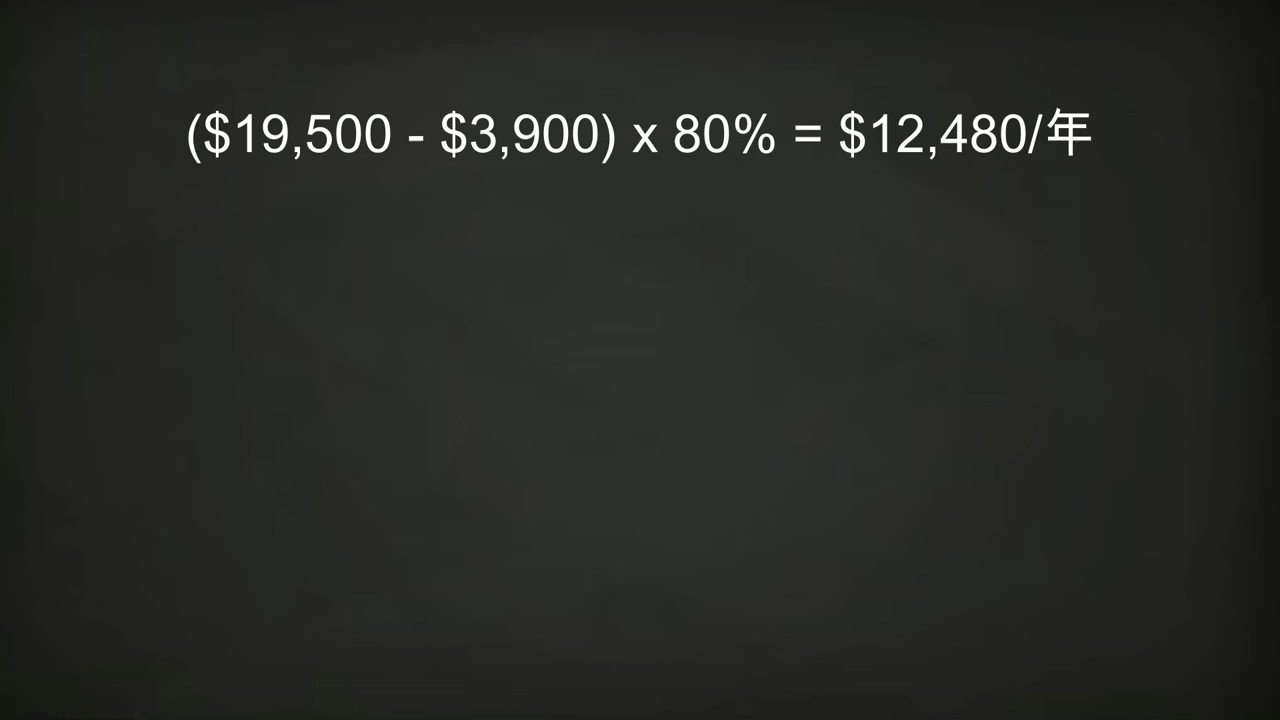 ($19,500 - $3,900) x 80% = $12,480/年